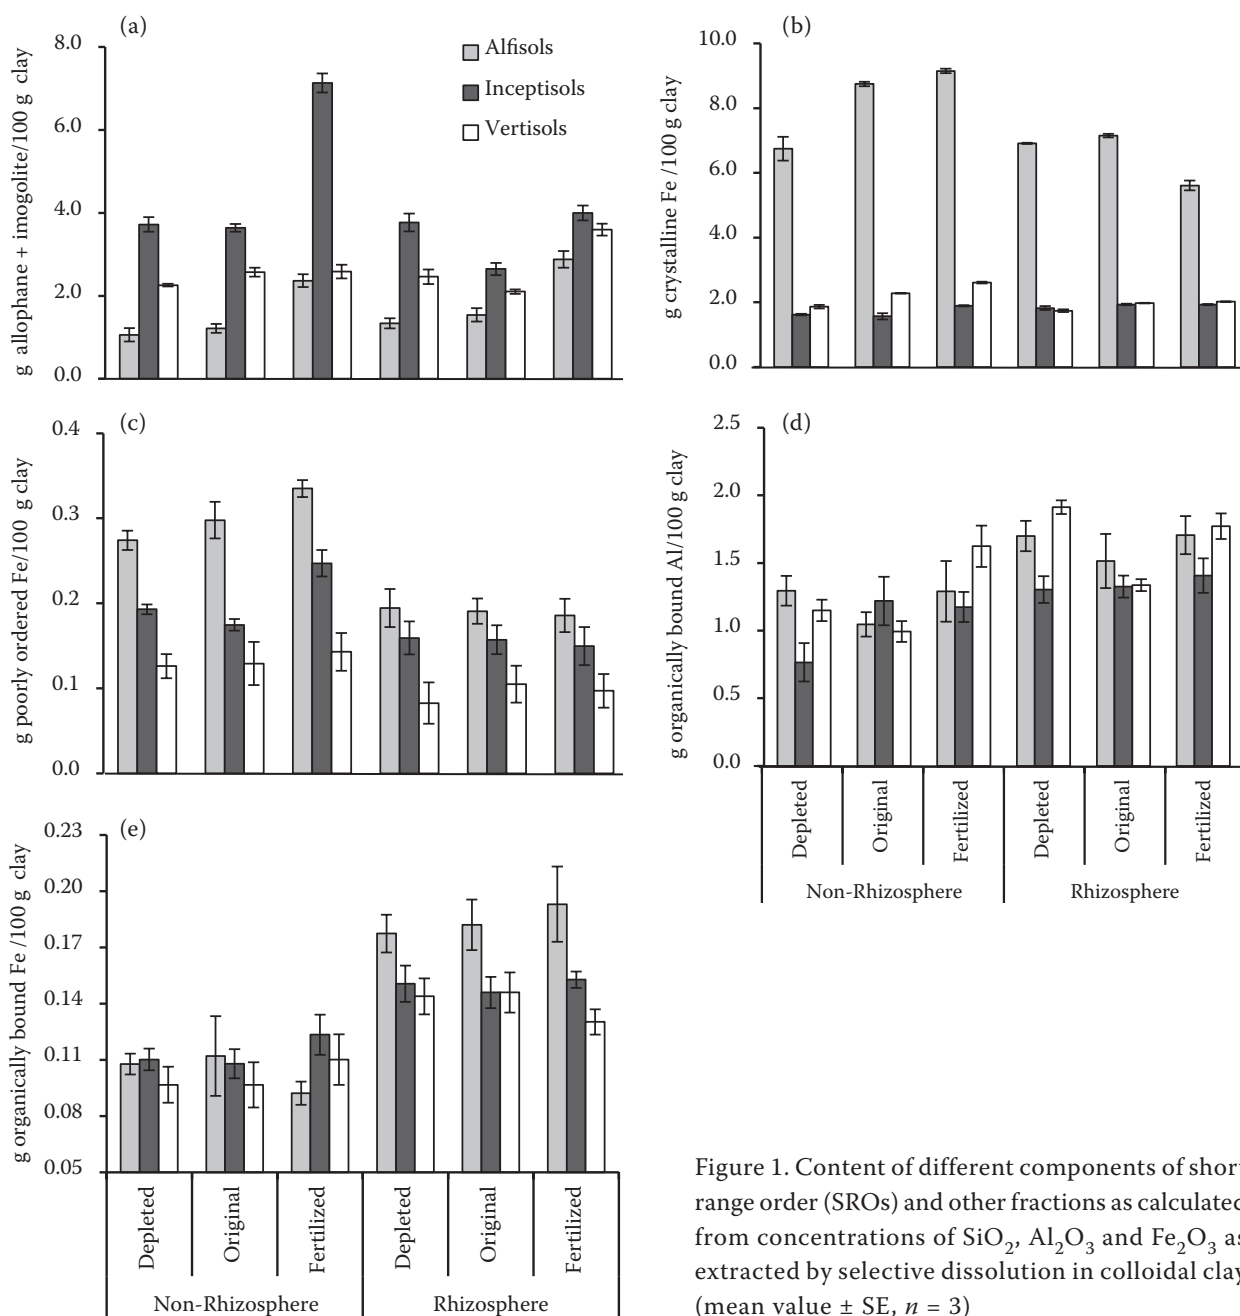 (a)
8.0
6.0
4.0
2.0
0.0
g allophane + imogolite/100 g clay
Alfisols
Inceptisols
Vertisols
(b)
10.0
8.0
6.0
4.0
2.0
0.0
g crystalline Fe /100 g clay
(c)
0.4
0.3
0.2
0.1
0.0
g poorly ordered Fe/100 g clay
(d)
2.5
2.0
1.5
1.0
0.5
0.0
g organically bound Al/100 g clay
Depleted
Original
Fertilized
Depleted
Original
Fertilized
Non-Rhizosphere
Rhizosphere
(e)
0.23
0.20
0.17
0.14
0.11
0.08
0.05
g organically bound Fe /100 g clay
Depleted
Original
Fertilized
Depleted
Original
Fertilized
Non-Rhizosphere
Rhizosphere
Figure 1. Content of different components of short
range order (SROs) and other fractions as calculated
from concentrations of SiO₂, Al₂O₃ and Fe₂O₃ as
extracted by selective dissolution in colloidal clay
(mean value ± SE, n = 3)